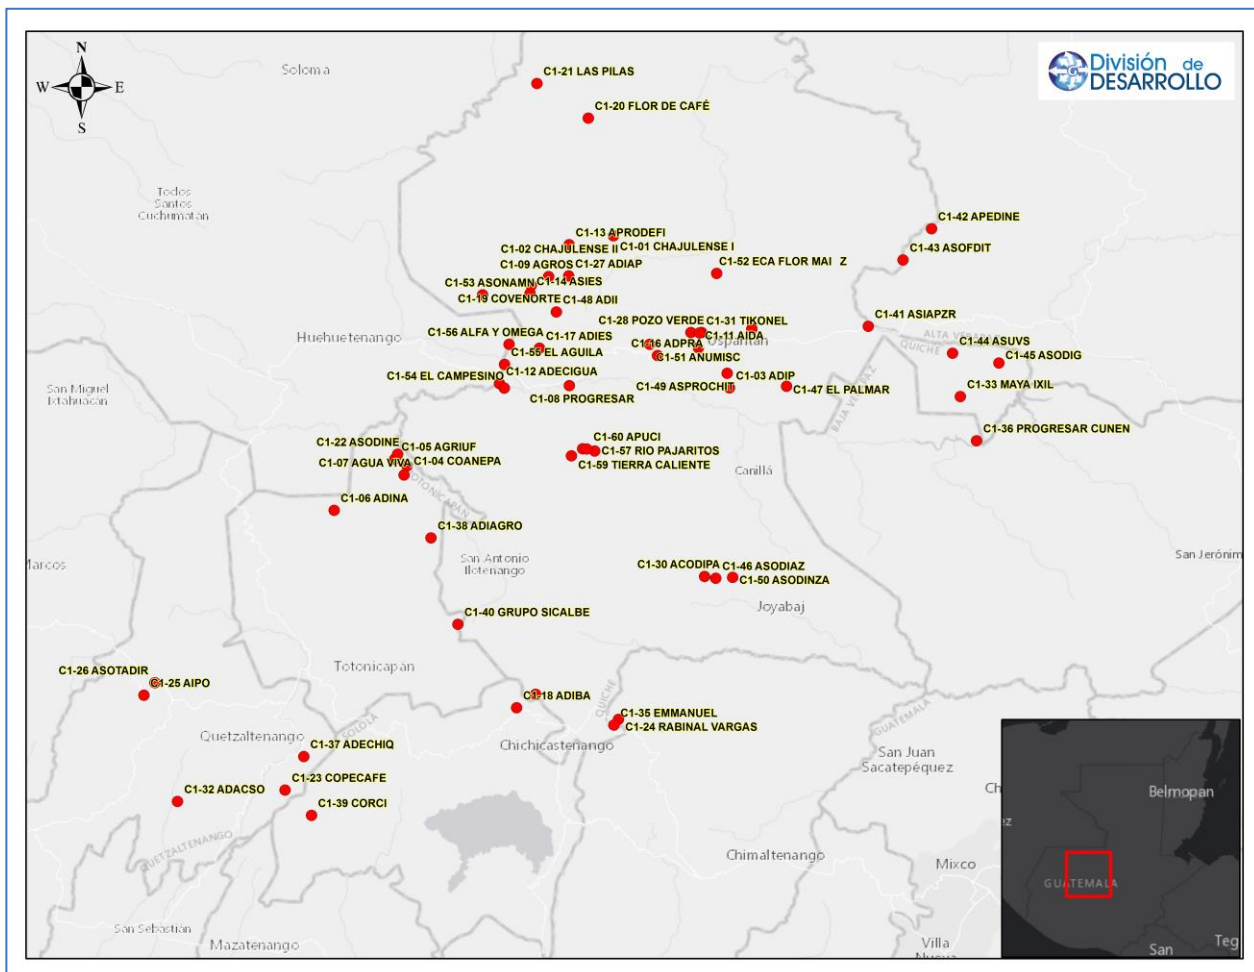 N
W E
S
División de
DESARROLLO
Soloma
C1-21 LAS PILAS
C1-20 FLOR DE CAFÉ
Todos
Santos
Cuchumatán
C1-42 APEDINE
C1-13 APRODEFI
C1-02 CHAJULENSE II
C1-01 CHAJULENSE I
C1-43 ASOFDIT
C1-09 AGROS
C1-27 ADIAP
C1-52 ECA FLOR MAI Z
C1-53 ASONAMN
C1-14 ASIES
C1-19 COVENORTE
C1-48 ADII
C1-28 POZO VERDE
C1-31 TIKONEL
C1-41 ASIAPZR
Huehuetenango
C1-56 ALFA Y OMEGA
C1-17 ADIES
C1-11 AIDA
C1-16 ADPRA
Uspantán
ALTA VERAPAZ
QUICHE
C1-44 ASUVS
C1-55 EL AGUILA
C1-51 ANUMISC
C1-45 ASODIG
C1-54 EL CAMPESINO
C1-12 ADECIGUA
C1-03 ADIP
San Miguel
Ixtahuacán
C1-08 PROGRESAR
C1-49 ASPROCHIT
C1-47 EL PALMAR
BAJA VERAPAZ
C1-33 MAYA IXIL
C1-22 ASODINE
C1-05 AGRIUF
C1-60 APUCI
C1-36 PROGRESAR CUNEN
C1-07 AGUA VIVA
C1-04 COANEPA
C1-57 RIO PAJARITOS
C1-59 TIERRA CALIENTE
Canillá
TOTONICAPAN
C1-06 ADINA
C1-38 ADIAGRO
San Antonio
Ilotenango
Marcos
San Jerónim
C1-30 ACODIPA
C1-46 ASODIAZ
C1-50 ASODINZA
Joyabaj
C1-40 GRUPO SICALBE
Totonicapán
C1-26 ASOTADIR
C1-25 AIPO
C1-18 ADIBA
QUICHE
C1-35 EMMANUEL
C1-24 RABINAL VARGAS
GUATEMALA
Quetzaltenango
SOLOLA
C1-37 ADECHIQ
Chichicastenango
San Juan
Sacatepéquez
C1-23 COPECAFE
C1-32 ADACSO
C1-39 CORCI
QUETZALTENANGO
Chimaltenango
Mixco
San Sebastián
Mazatenango
Villa
Nueva
Belmopan
GUATEMALA
San
Teg